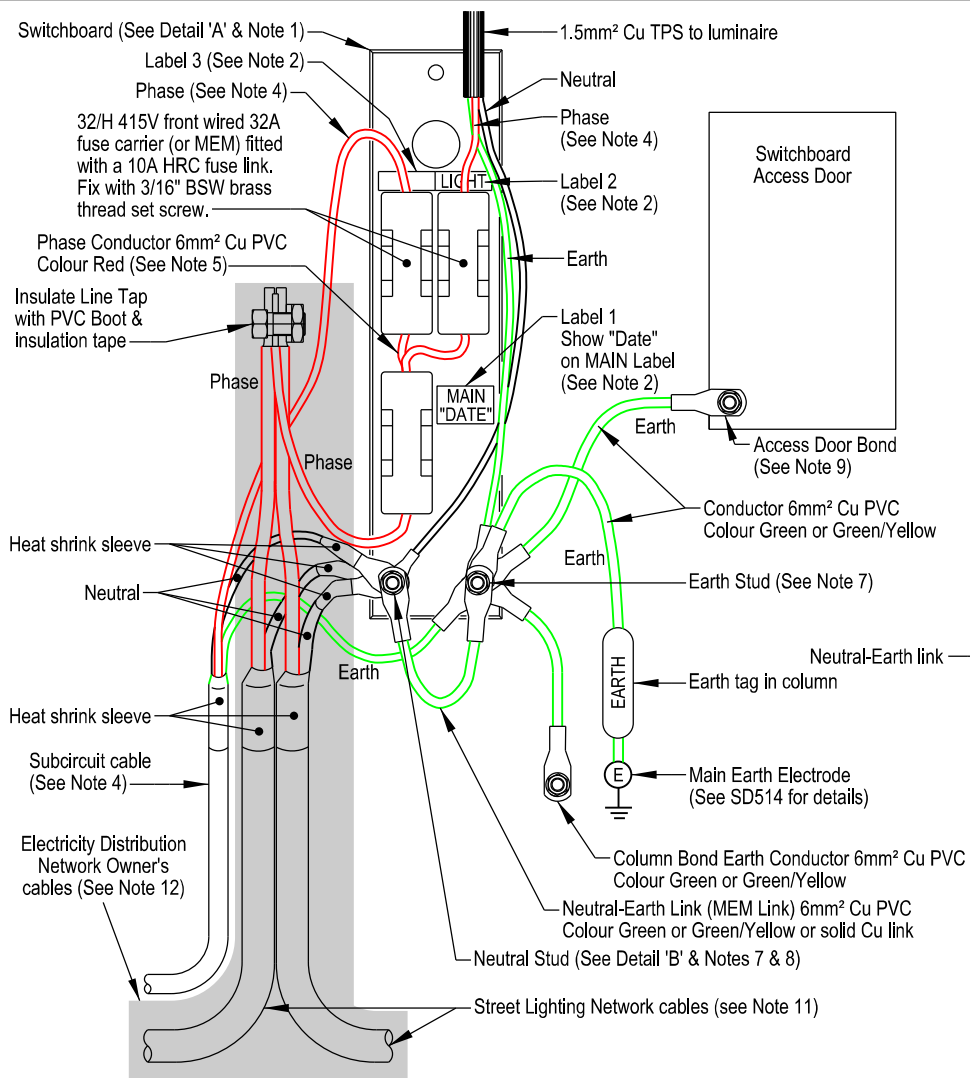 Switchboard (See Detail 'A' & Note 1)
Label 3 (See Note 2)
Phase (See Note 4)
32/H 415V front wired 32A
fuse carrier (or MEM) fitted
with a 10A HRC fuse link.
Fix with 3/16" BSW brass
thread set screw.
Phase Conductor 6mm² Cu PVC
Colour Red (See Note 5)
Insulate Line Tap
with PVC Boot &
insulation tape
Phase
Phase
Heat shrink sleeve
Neutral
Earth
Heat shrink sleeve
Subcircuit cable
(See Note 4)
Electricity Distribution
Network Owner's
cables (See Note 12)
1.5mm² Cu TPS to luminaire
Neutral
Phase
(See Note 4)
LIGHT
Label 2
(See Note 2)
Earth
Label 1
Show "Date"
on MAIN Label
(See Note 2)
MAIN
"DATE"
Switchboard
Access Door
Earth
Access Door Bond
(See Note 9)
Conductor 6mm² Cu PVC
Colour Green or Green/Yellow
Earth
Earth Stud (See Note 7)
Neutral-Earth link
EARTH
Earth tag in column
E
Main Earth Electrode
(See SD514 for details)
Column Bond Earth Conductor 6mm² Cu PVC
Colour Green or Green/Yellow
Neutral-Earth Link (MEM Link) 6mm² Cu PVC
Colour Green or Green/Yellow or solid Cu link
Neutral Stud (See Detail 'B' & Notes 7 & 8)
Street Lighting Network cables (see Note 11)